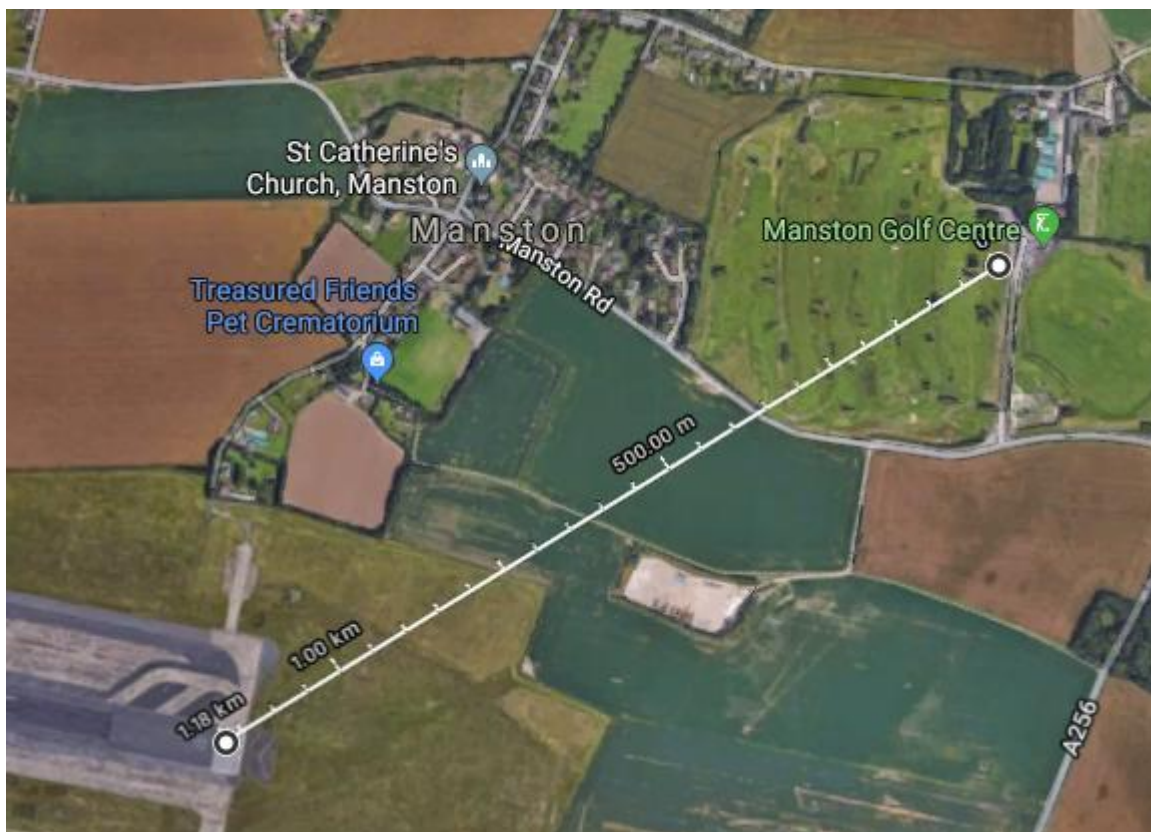 St Catherine's
Church, Manston
Manston
Manston Rd
Manston Golf Centre
Treasured Friends
Pet Crematorium
500.00 m
1.00 km
1.18 km
A256